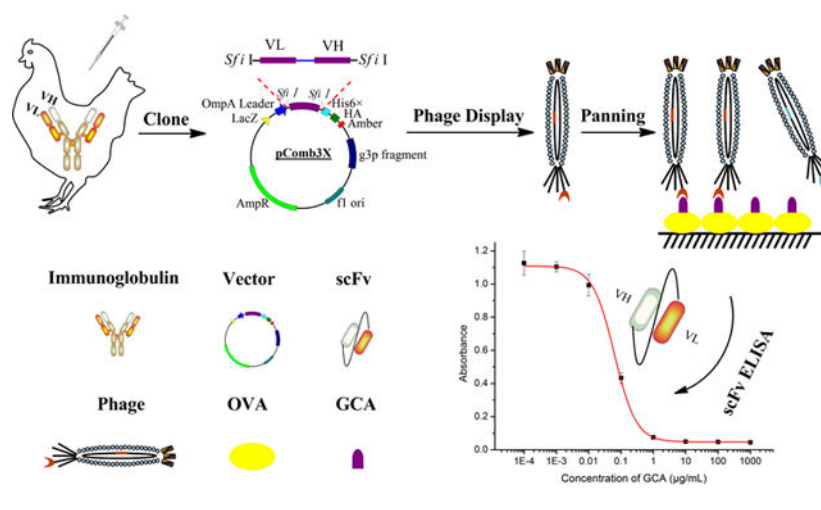 VL VH
Sfi I Sfi I
VH
VL
Clone
OmpA Leader
LacZ
Sfi I Sfi I
His6×
HA
Amber
pComb3X
g3p fragment
AmpR
f1 ori
Phage Display
Panning
Immunoglobulin Vector scFv
Phage OVA GCA
Absorbance
1.2
1.0
0.8
0.6
0.4
0.2
0.0
1E-4 1E-3 0.01 0.1 1 10 100 1000
Concentration of GCA (µg/mL)
VH
VL
scFv ELISA